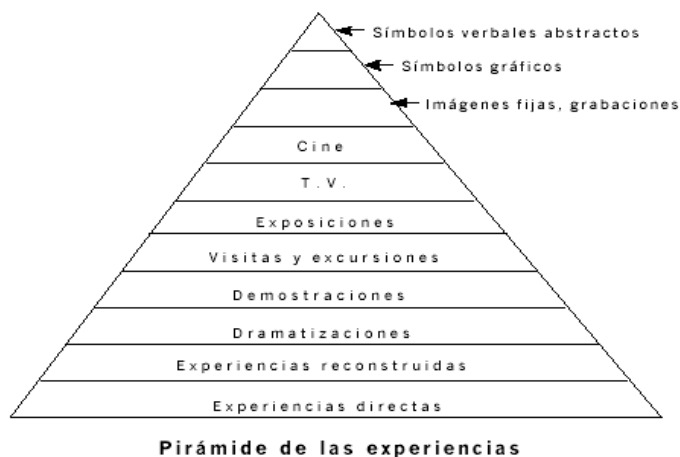 Símbolos verbales abstractos
Símbolos gráficos
Imágenes fijas, grabaciones
Cine
T.V.
Exposiciones
Visitas y excursiones
Demostraciones
Dramatizaciones
Experiencias reconstruidas
Experiencias directas
Pirámide de las experiencias